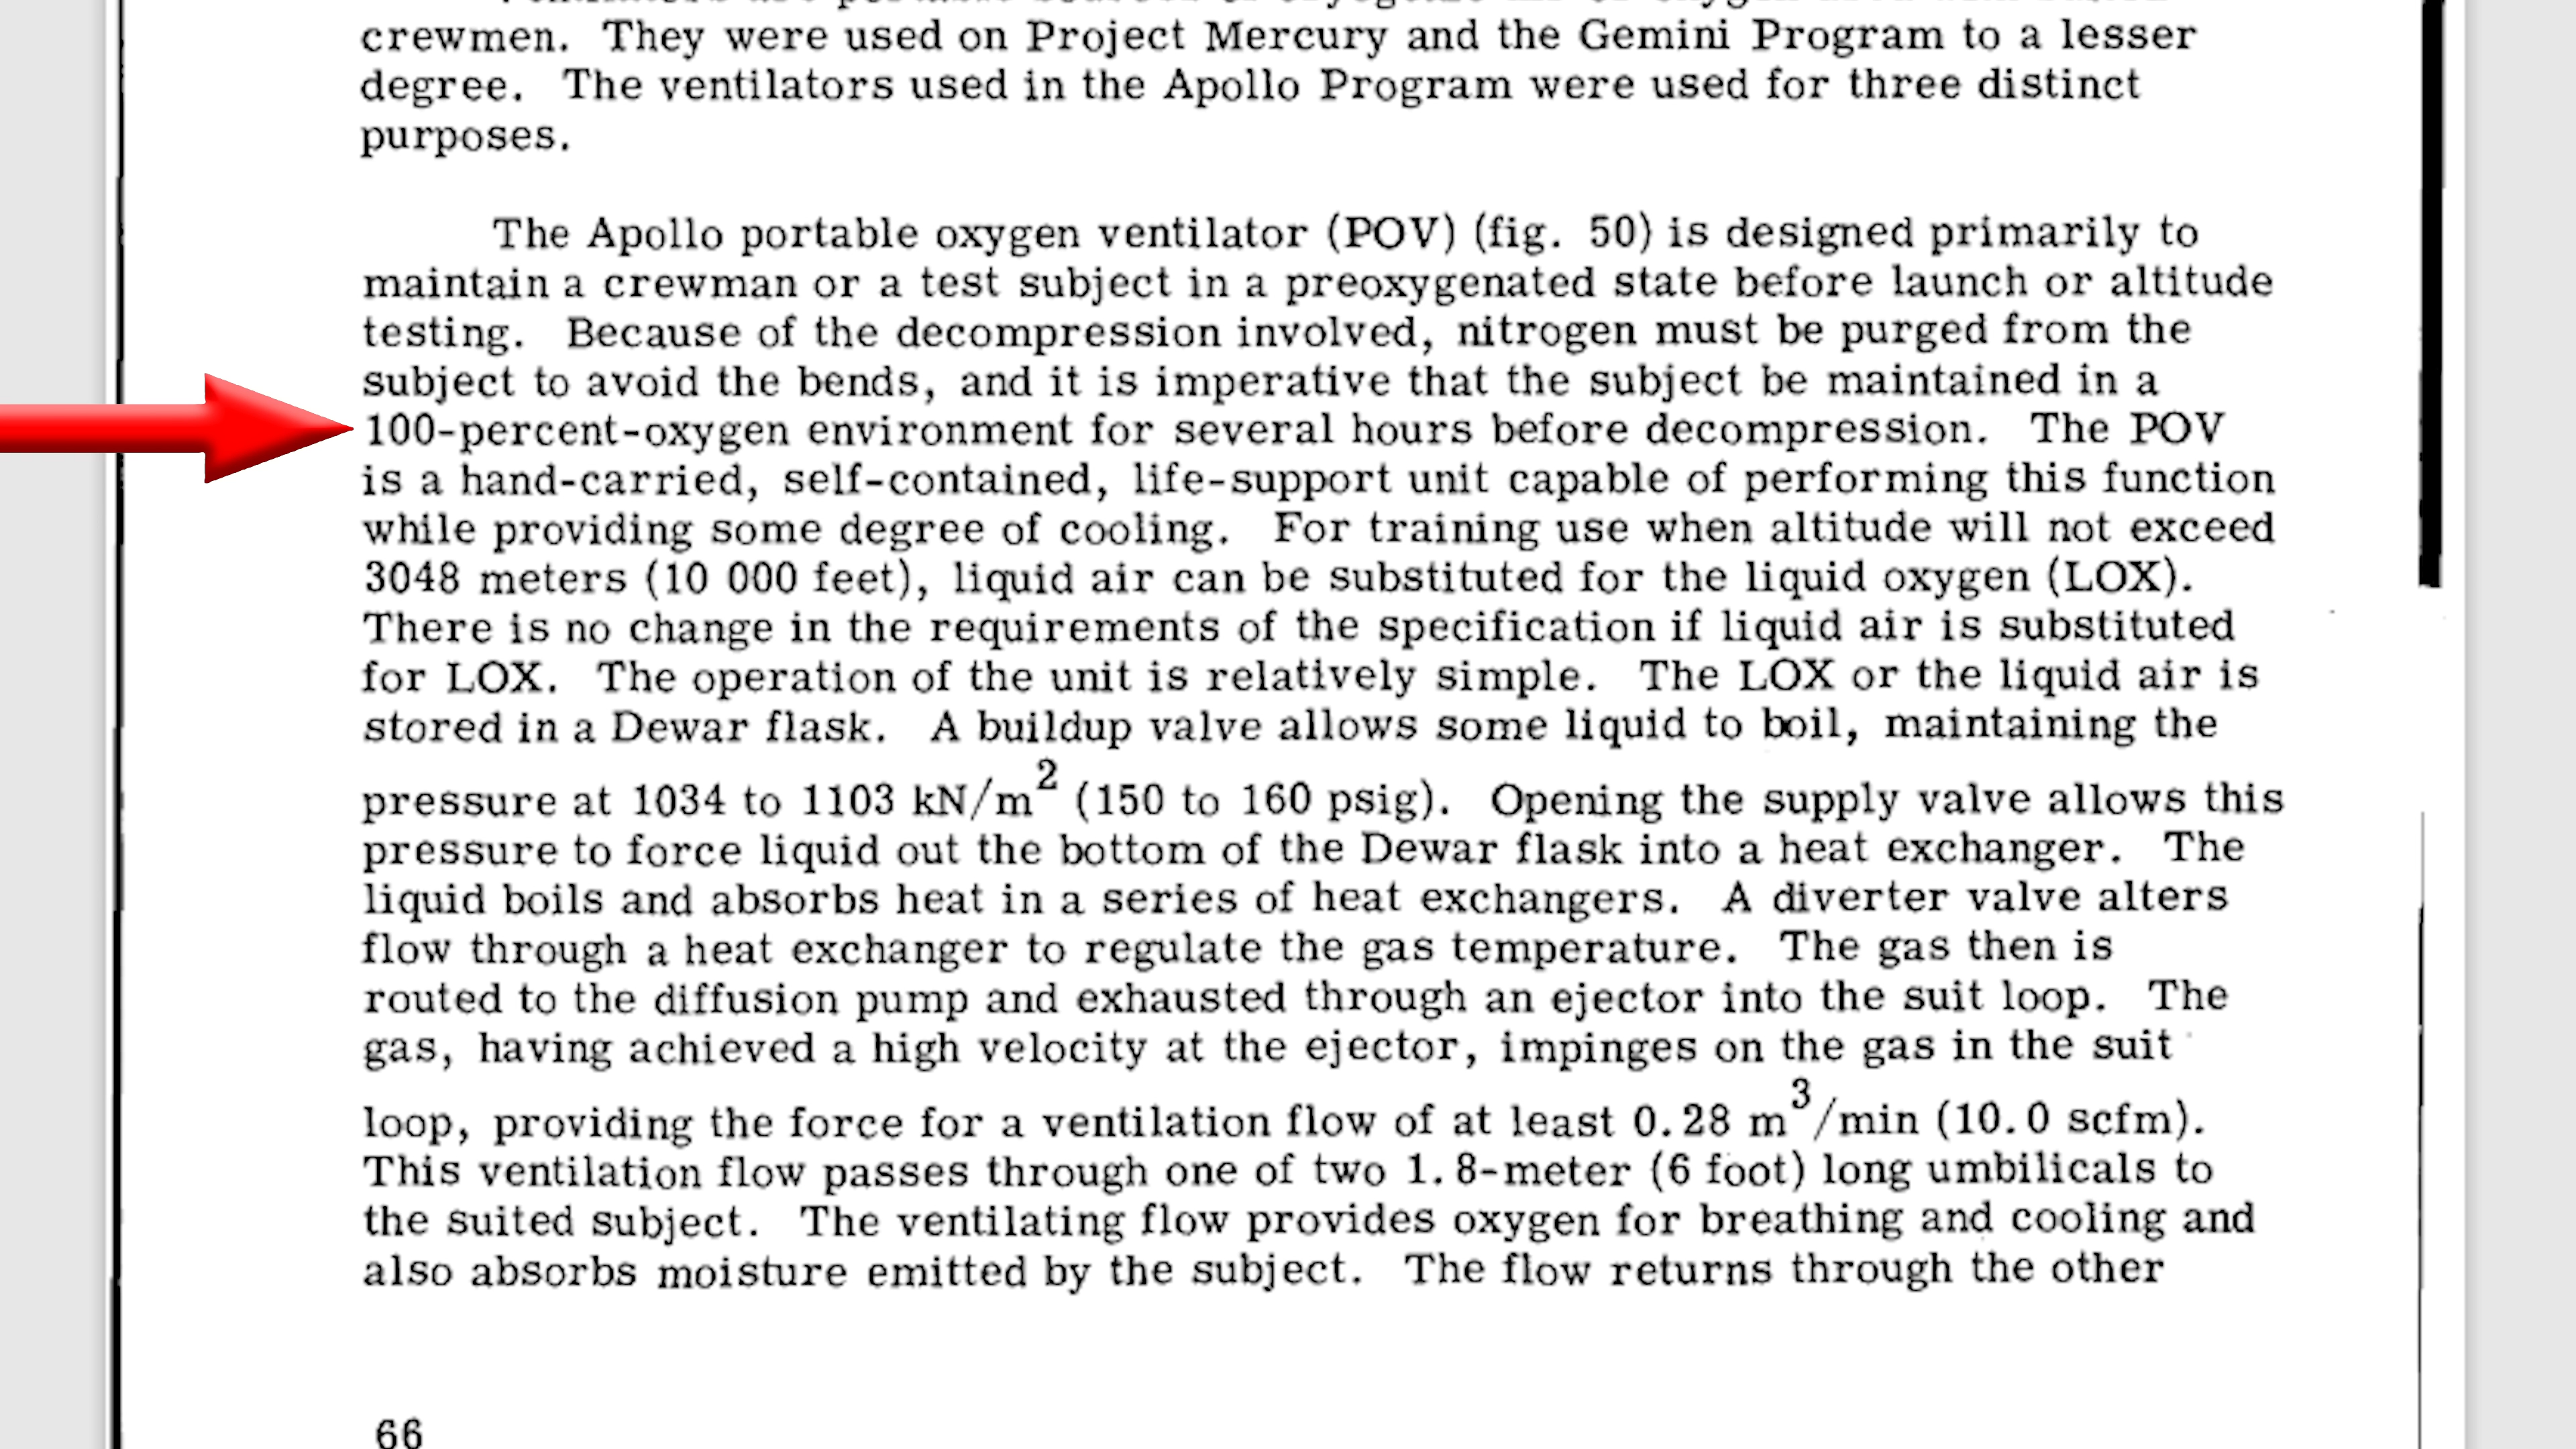 crewmen. They were used on Project Mercury and the Gemini Program to a lesser
degree. The ventilators used in the Apollo Program were used for three distinct
purposes.
The Apollo portable oxygen ventilator (POV) (fig. 50) is designed primarily to
maintain a crewman or a test subject in a preoxygenated state before launch or altitude
testing. Because of the decompression involved, nitrogen must be purged from the
subject to avoid the bends, and it is imperative that the subject be maintained in a
100-percent-oxygen environment for several hours before decompression. The POV
is a hand-carried, self-contained, life-support unit capable of performing this function
while providing some degree of cooling. For training use when altitude will not exceed
3048 meters (10 000 feet), liquid air can be substituted for the liquid oxygen (LOX).
There is no change in the requirements of the specification if liquid air is substituted
for LOX. The operation of the unit is relatively simple. The LOX or the liquid air is
stored in a Dewar flask. A buildup valve allows some liquid to boil, maintaining the
pressure at 1034 to 1103 kN/m² (150 to 160 psig). Opening the supply valve allows this
pressure to force liquid out the bottom of the Dewar flask into a heat exchanger. The
liquid boils and absorbs heat in a series of heat exchangers. A diverter valve alters
flow through a heat exchanger to regulate the gas temperature. The gas then is
routed to the diffusion pump and exhausted through an ejector into the suit loop. The
gas, having achieved a high velocity at the ejector, impinges on the gas in the suit
loop, providing the force for a ventilation flow of at least 0.28 m³/min (10.0 scfm).
This ventilation flow passes through one of two 1.8-meter (6 foot) long umbilicals to
the suited subject. The ventilating flow provides oxygen for breathing and cooling and
also absorbs moisture emitted by the subject. The flow returns through the other
66